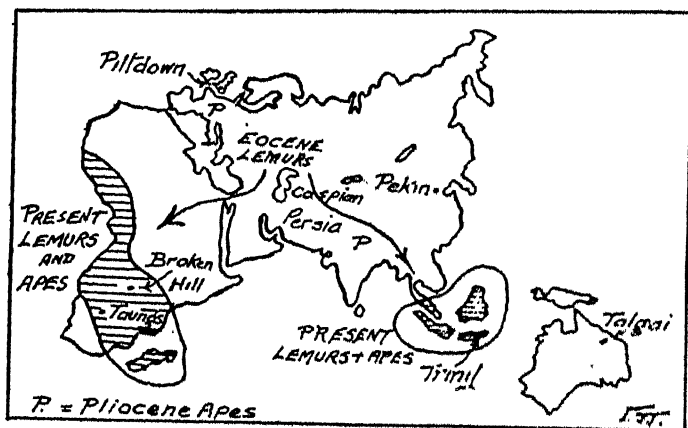 Piltdown
P
EOCENE
LEMURS
Caspian
Pekin
Persia
P
PRESENT
LEMURS
AND
APES
Broken
Hill
Taungs
PRESENT
LEMURS + APES
Trinil
Talgai
P. = Pliocene Apes